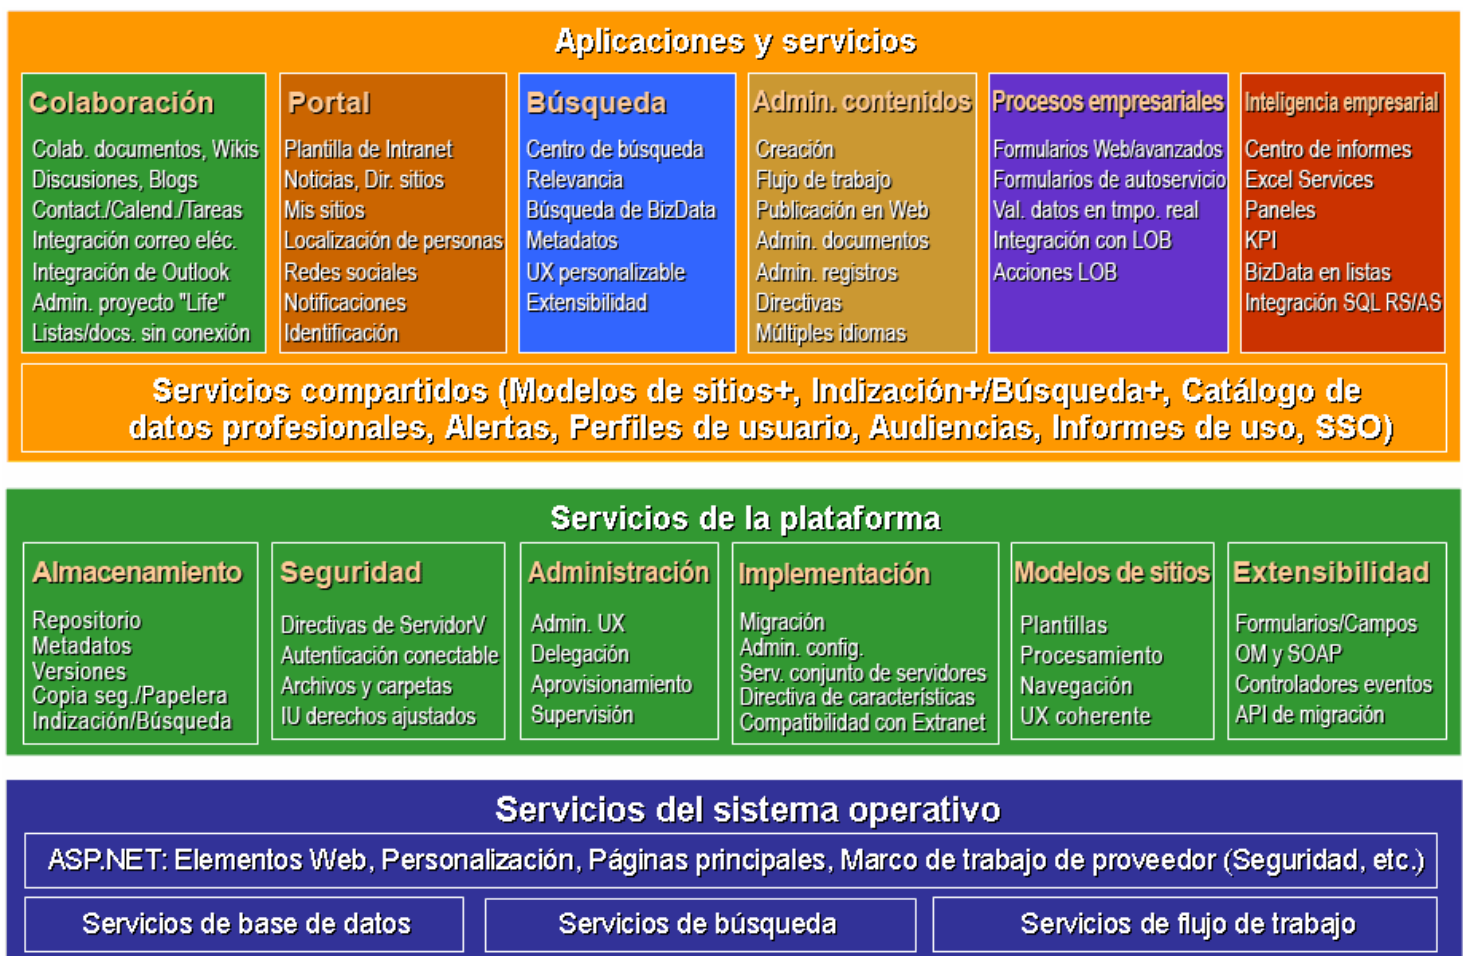 Aplicaciones y servicios
Colaboración
Colab. documentos, Wikis
Discusiones, Blogs
Contact./Calend./Tareas
Integración correo eléc.
Integración de Outlook
Admin. proyecto "Life"
Listas/docs. sin conexión
Portal
Plantilla de Intranet
Noticias, Dir. sitios
Mis sitios
Localización de personas
Redes sociales
Notificaciones
Identificación
Búsqueda
Centro de búsqueda
Relevancia
Búsqueda de BizData
Metadatos
UX personalizable
Extensibilidad
Admin. contenidos
Creación
Flujo de trabajo
Publicación en Web
Admin. documentos
Admin. registros
Directivas
Múltiples idiomas
Procesos empresariales
Formularios Web/avanzados
Formularios de autoservicio
Val. datos en tmpo. real
Integración con LOB
Acciones LOB
Inteligencia empresarial
Centro de informes
Excel Services
Paneles
KPI
BizData en listas
Integración SQL RS/AS
Servicios compartidos (Modelos de sitios+, Indización+/Búsqueda+, Catálogo de
datos profesionales, Alertas, Perfiles de usuario, Audiencias, Informes de uso, SSO)
Servicios de la plataforma
Almacenamiento
Repositorio
Metadatos
Versiones
Copia seg./Papelera
Indización/Búsqueda
Seguridad
Directivas de ServidorV
Autenticación conectable
Archivos y carpetas
IU derechos ajustados
Administración
Admin. UX
Delegación
Aprovisionamiento
Supervisión
Implementación
Migración
Admin. config.
Serv. conjunto de servidores
Directiva de características
Compatibilidad con Extranet
Modelos de sitios
Plantillas
Procesamiento
Navegación
UX coherente
Extensibilidad
Formularios/Campos
OM y SOAP
Controladores eventos
API de migración
Servicios del sistema operativo
ASP.NET: Elementos Web, Personalización, Páginas principales, Marco de trabajo de proveedor (Seguridad, etc.)
Servicios de base de datos
Servicios de búsqueda
Servicios de flujo de trabajo